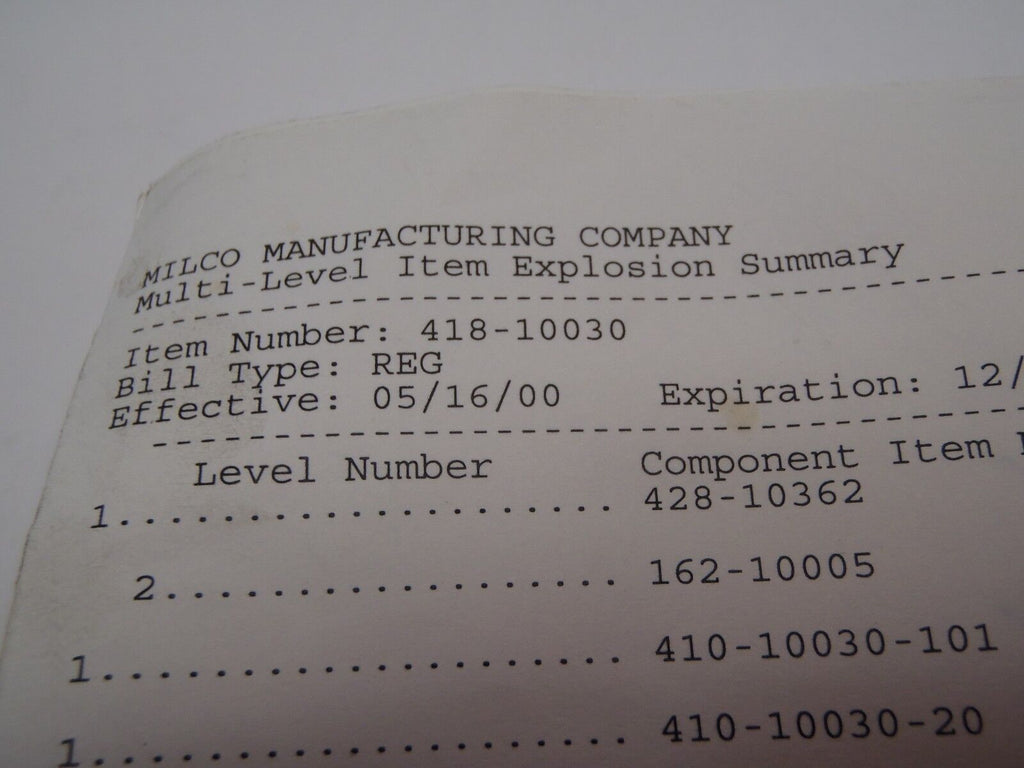 MILCO MANUFACTURING COMPANY
Multi-Level Item Explosion Summary
--------------------------------------------
Item Number: 418-10030
Bill Type: REG
Effective: 05/16/00 Expiration: 12/
--------------------------------------------
Level Number Component Item
1.................... 428-10362
2.................. 162-10005
1..................... 410-10030-101
1...................... 410-10030-20